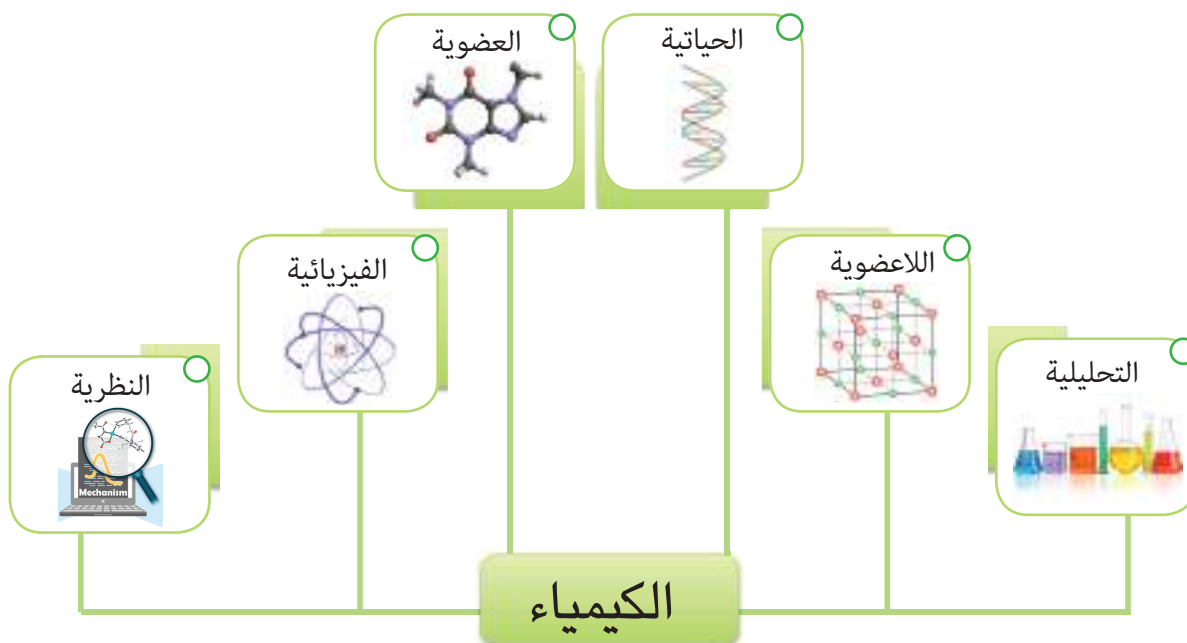 الحياتية
العضوية
اللاعضوية
الفيزيائية
التحليلية
النظرية
Mechanism
الكيمياء